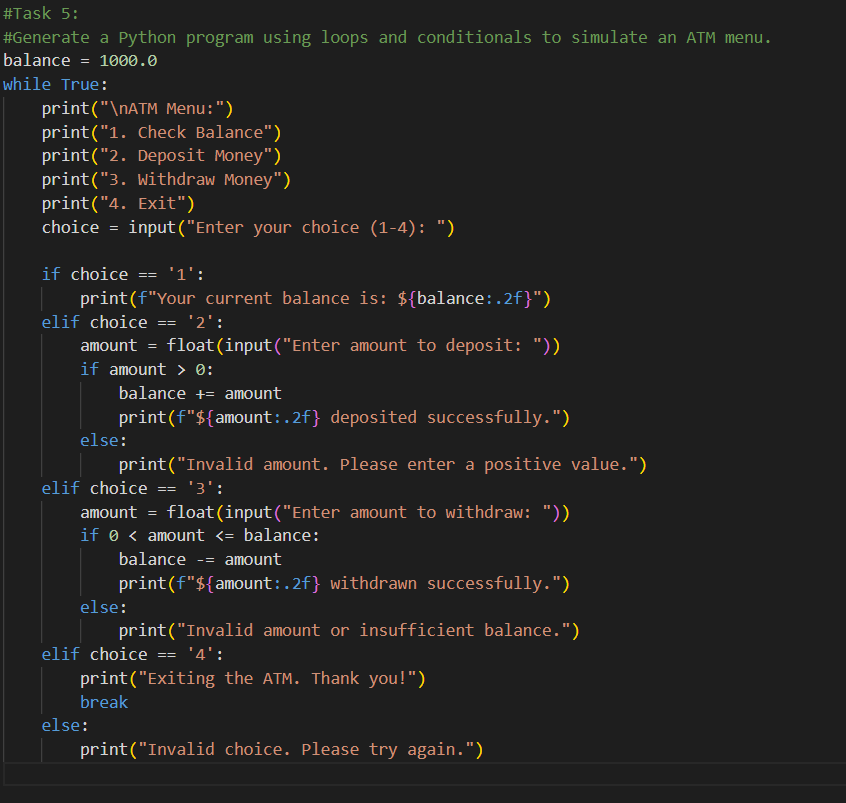 #Task 5:
#Generate a Python program using loops and conditionals to simulate an ATM menu.
balance = 1000.0
while True:
    print("\nATM Menu:")
    print("1. Check Balance")
    print("2. Deposit Money")
    print("3. Withdraw Money")
    print("4. Exit")
    choice = input("Enter your choice (1-4): ")

    if choice == '1':
        print(f"Your current balance is: ${balance:.2f}")
    elif choice == '2':
        amount = float(input("Enter amount to deposit: "))
        if amount > 0:
            balance += amount
            print(f"${amount:.2f} deposited successfully.")
        else:
            print("Invalid amount. Please enter a positive value.")
    elif choice == '3':
        amount = float(input("Enter amount to withdraw: "))
        if 0 < amount <= balance:
            balance -= amount
            print(f"${amount:.2f} withdrawn successfully.")
        else:
            print("Invalid amount or insufficient balance.")
    elif choice == '4':
        print("Exiting the ATM. Thank you!")
        break
    else:
        print("Invalid choice. Please try again.")